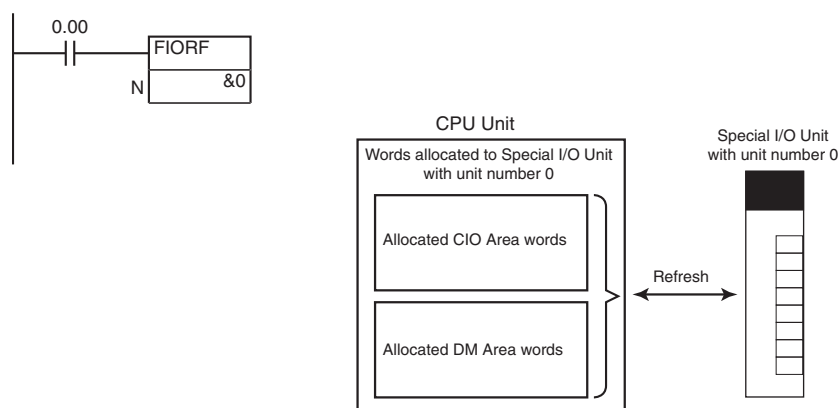 0.00
FIORF
N &0
CPU Unit
Words allocated to Special I/O Unit
with unit number 0
Allocated CIO Area words
Allocated DM Area words
Refresh
Special I/O Unit
with unit number 0